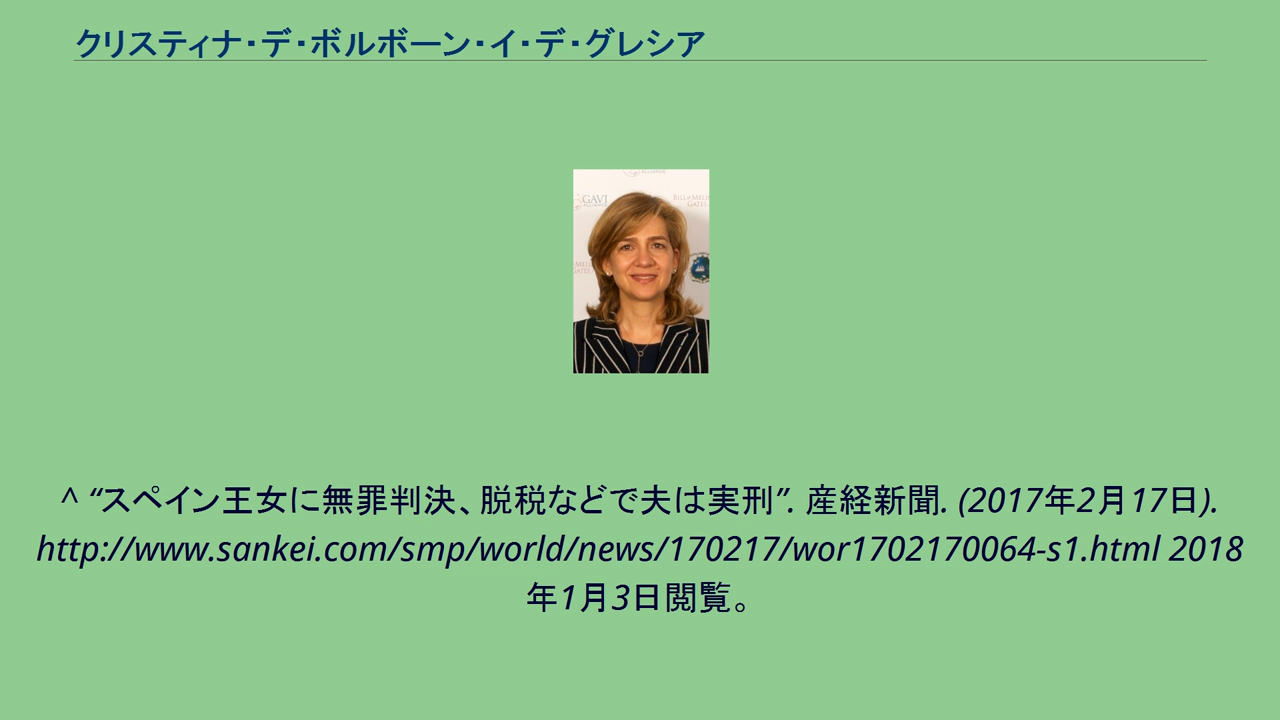 クリスティナ・デ・ボルボーン・イ・デ・グレシア
GAVI
ALLIANCE
^ “スペイン王女に無罪判決、脱税などで夫は実刑”. 産経新聞. (2017年2月17日).
http://www.sankei.com/smp/world/news/170217/wor1702170064-s1.html 2018
年1月3日閲覧。